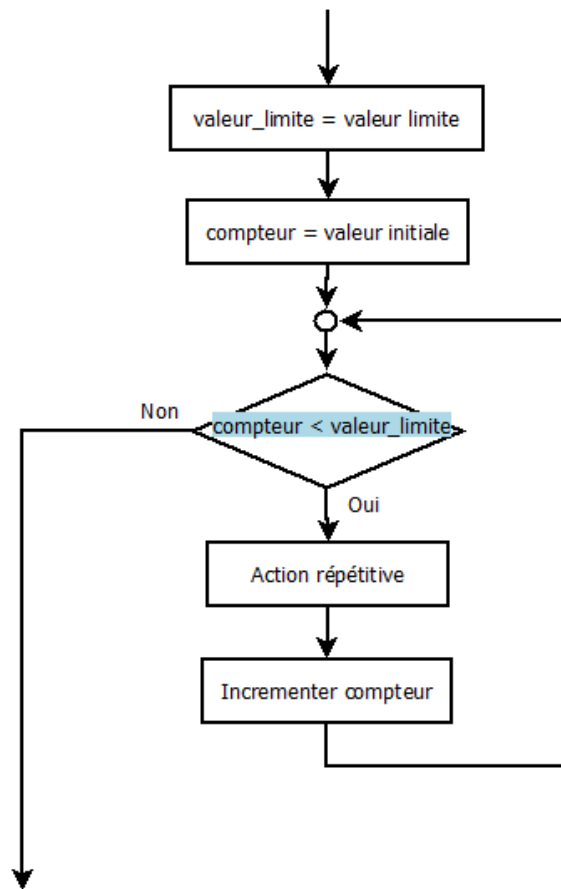 valeur_limite = valeur limite
compteur = valeur initiale
Non
compteur < valeur_limite
Oui
Action répétitive
Incrementer compteur